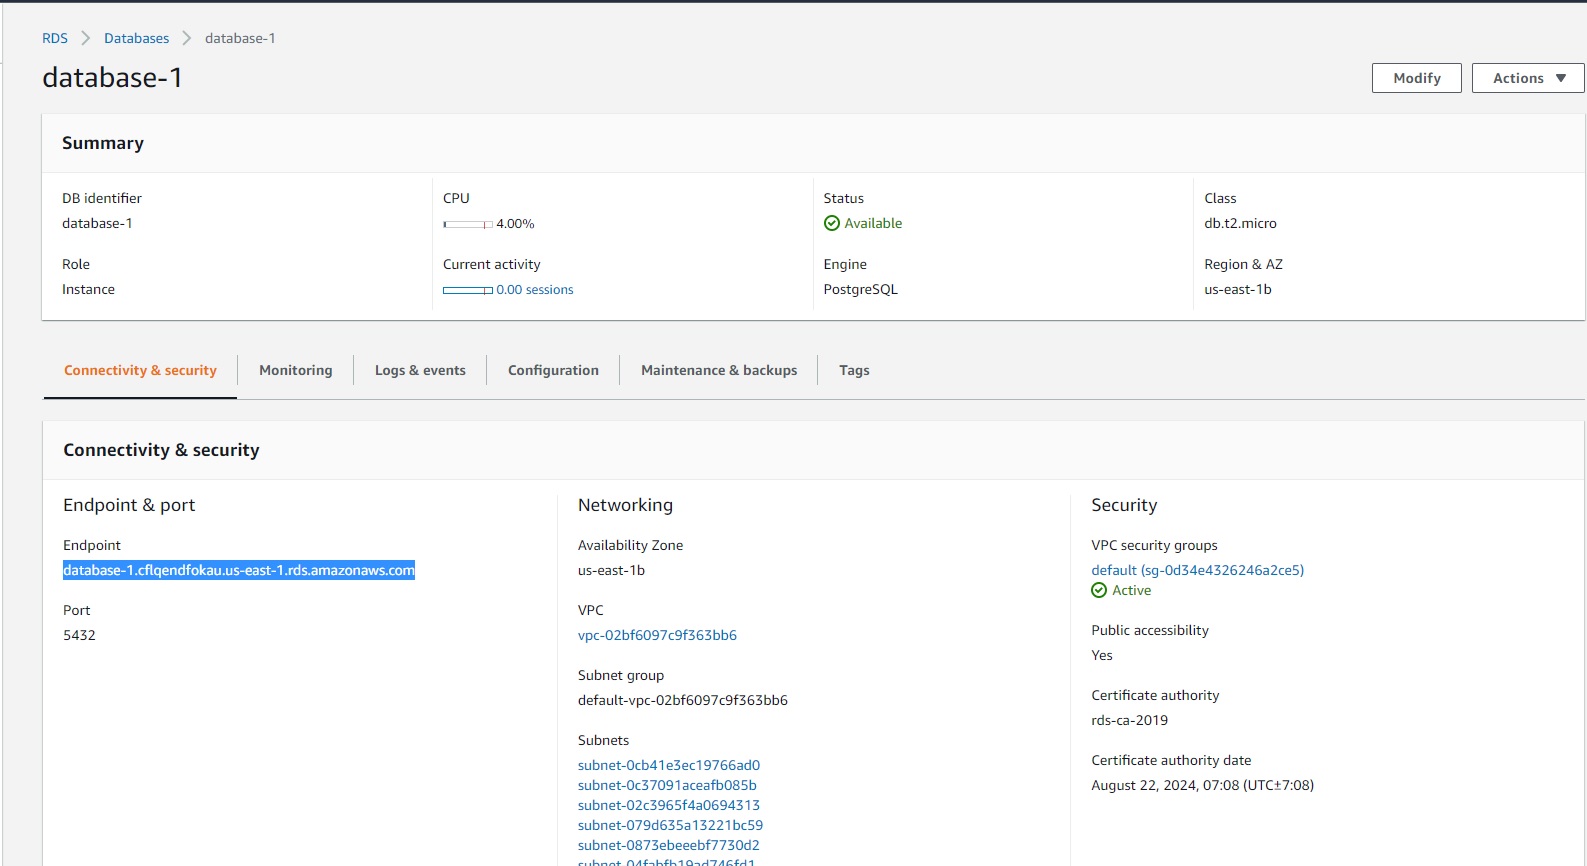 RDS > Databases > database-1
database-1
Modify
Actions
Summary
DB identifier
database-1
CPU
4.00%
Status
Available
Class
db.t2.micro
Role
Instance
Current activity
0.00 sessions
Engine
PostgreSQL
Region & AZ
us-east-1b
Connectivity & security
Monitoring
Logs & events
Configuration
Maintenance & backups
Tags
Connectivity & security
Endpoint & port
Endpoint
database-1.cflqendfokau.us-east-1.rds.amazonaws.com
Port
5432
Networking
Availability Zone
us-east-1b
VPC
vpc-02bf6097c9f363bb6
Subnet group
default-vpc-02bf6097c9f363bb6
Subnets
subnet-0cb41e3ec19766ad0
subnet-0c37091aceafb085b
subnet-02c3965f4a0694313
subnet-079d635a13221bc59
subnet-0873ebeeebf7730d2
subnet-04fabfb19ad746fd1
Security
VPC security groups
default (sg-0d34e4326246a2ce5)
Active
Public accessibility
Yes
Certificate authority
rds-ca-2019
Certificate authority date
August 22, 2024, 07:08 (UTC±7:08)